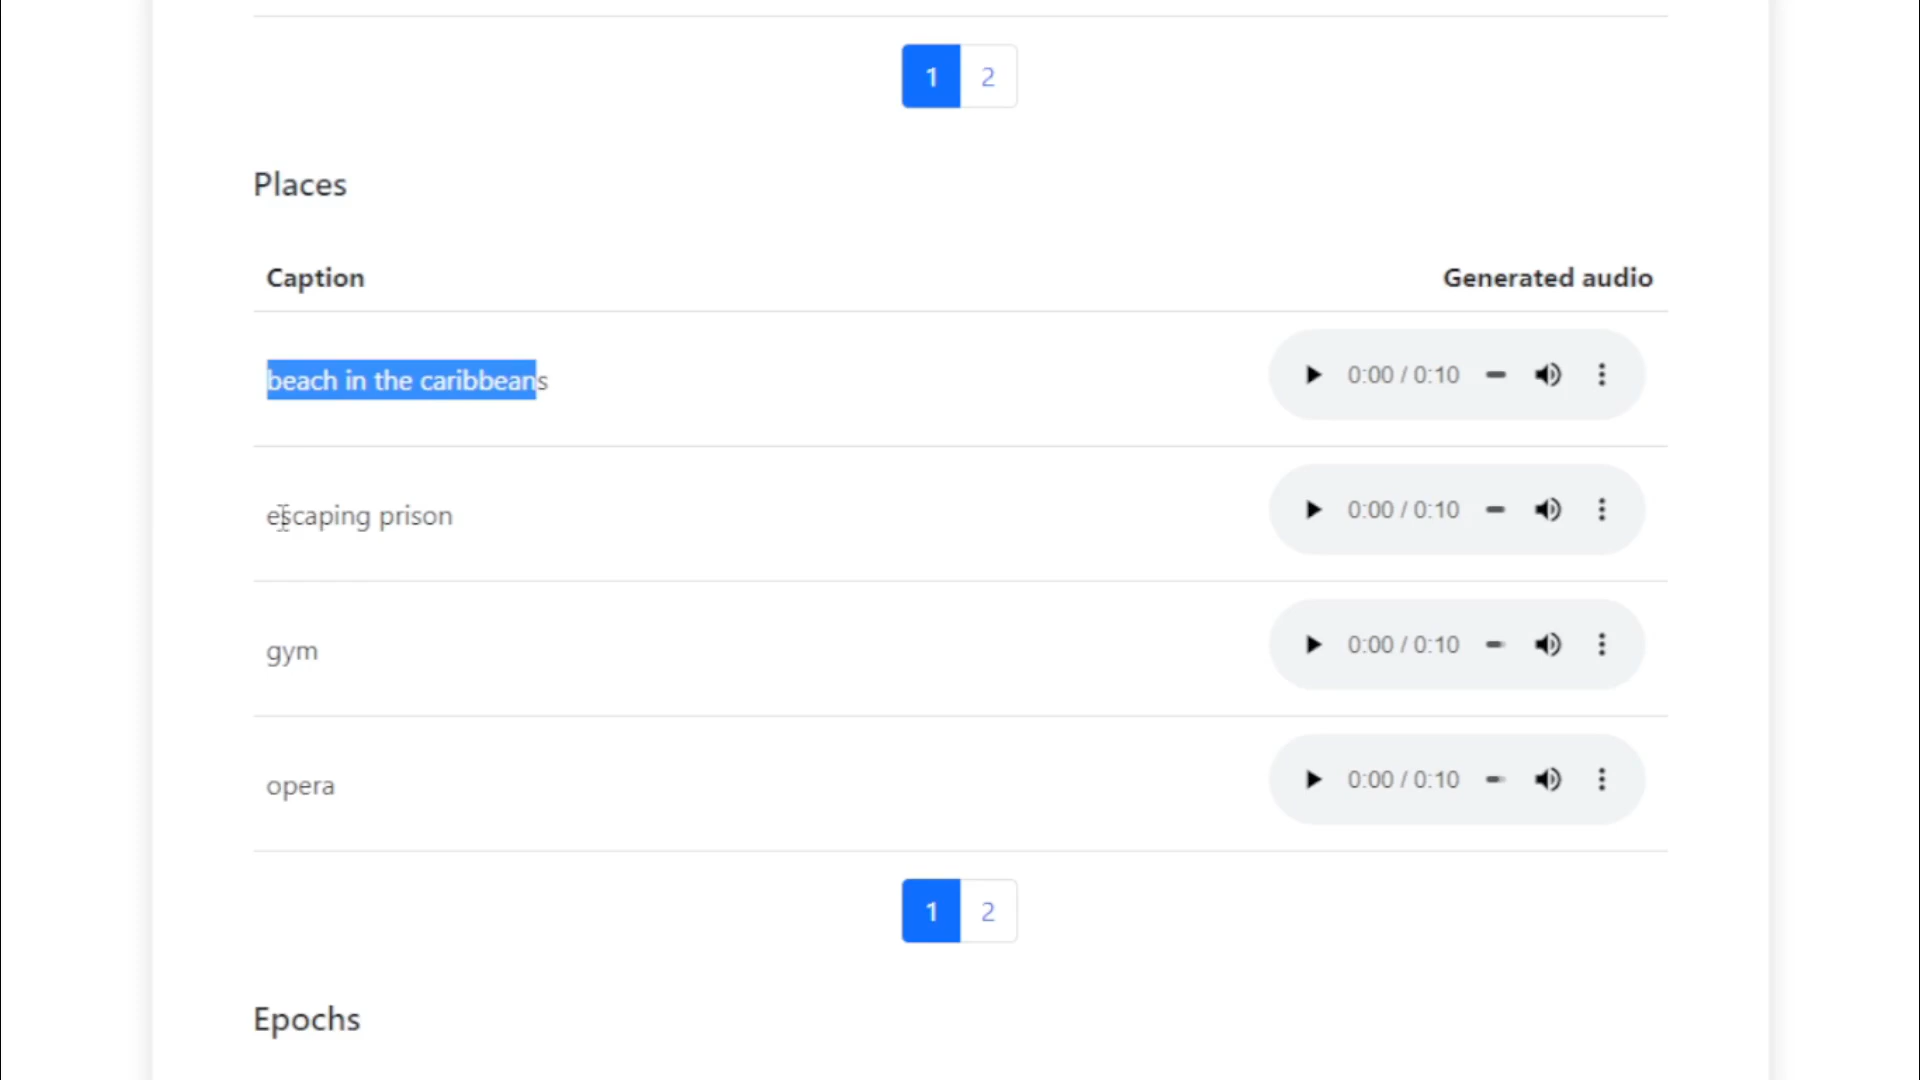 1 2
Places
Caption Generated audio
beach in the caribbeans 0:00 / 0:10
escaping prison 0:00 / 0:10
gym 0:00 / 0:10
opera 0:00 / 0:10
1 2
Epochs